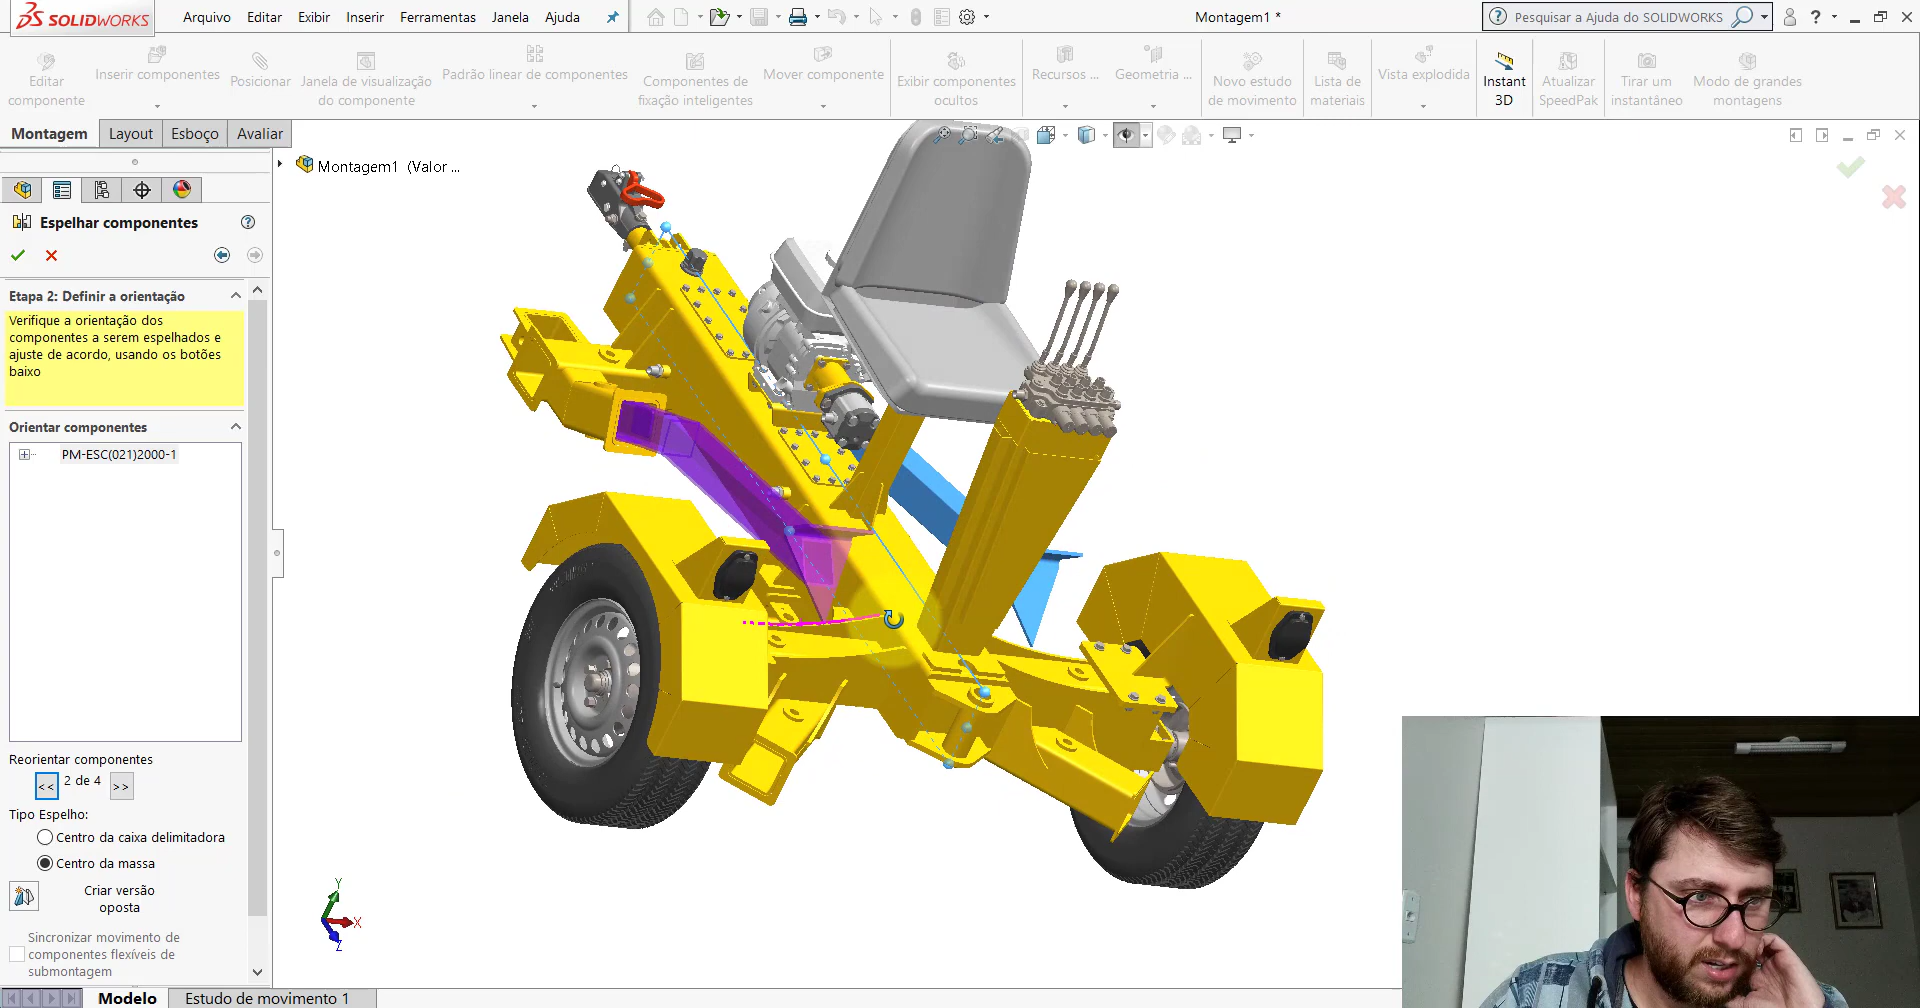 SOLIDWORKS
Arquivo
Editar
Exibir
Inserir
Ferramentas
Janela
Ajuda
Montagem1 *
Pesquisar a Ajuda do SOLIDWORKS
Editar
componente
Inserir componentes
Posicionar
Janela de visualização
do componente
Padrão linear de componentes
Componentes de
fixação inteligentes
Mover componente
Exibir componentes
ocultos
Recursos ...
Geometria ...
Novo estudo
de movimento
Lista de
materiais
Vista explodida
Instant
3D
Atualizar
SpeedPak
Tirar um
instantâneo
Modo de grandes
montagens
Montagem
Layout
Esboço
Avaliar
Montagem1 (Valor ...
Espelhar componentes
Etapa 2: Definir a orientação
Verifique a orientação dos
componentes a serem espelhados e
ajuste de acordo, usando os botões
baixo
Orientar componentes
PM-ESC(021)2000-1
Reorientar componentes
<<
2 de 4
>>
Tipo Espelho:
Centro da caixa delimitadora
Centro da massa
Criar versão
oposta
Sincronizar movimento de
componentes flexíveis de
submontagem
Y
X
Z
Modelo
Estudo de movimento 1